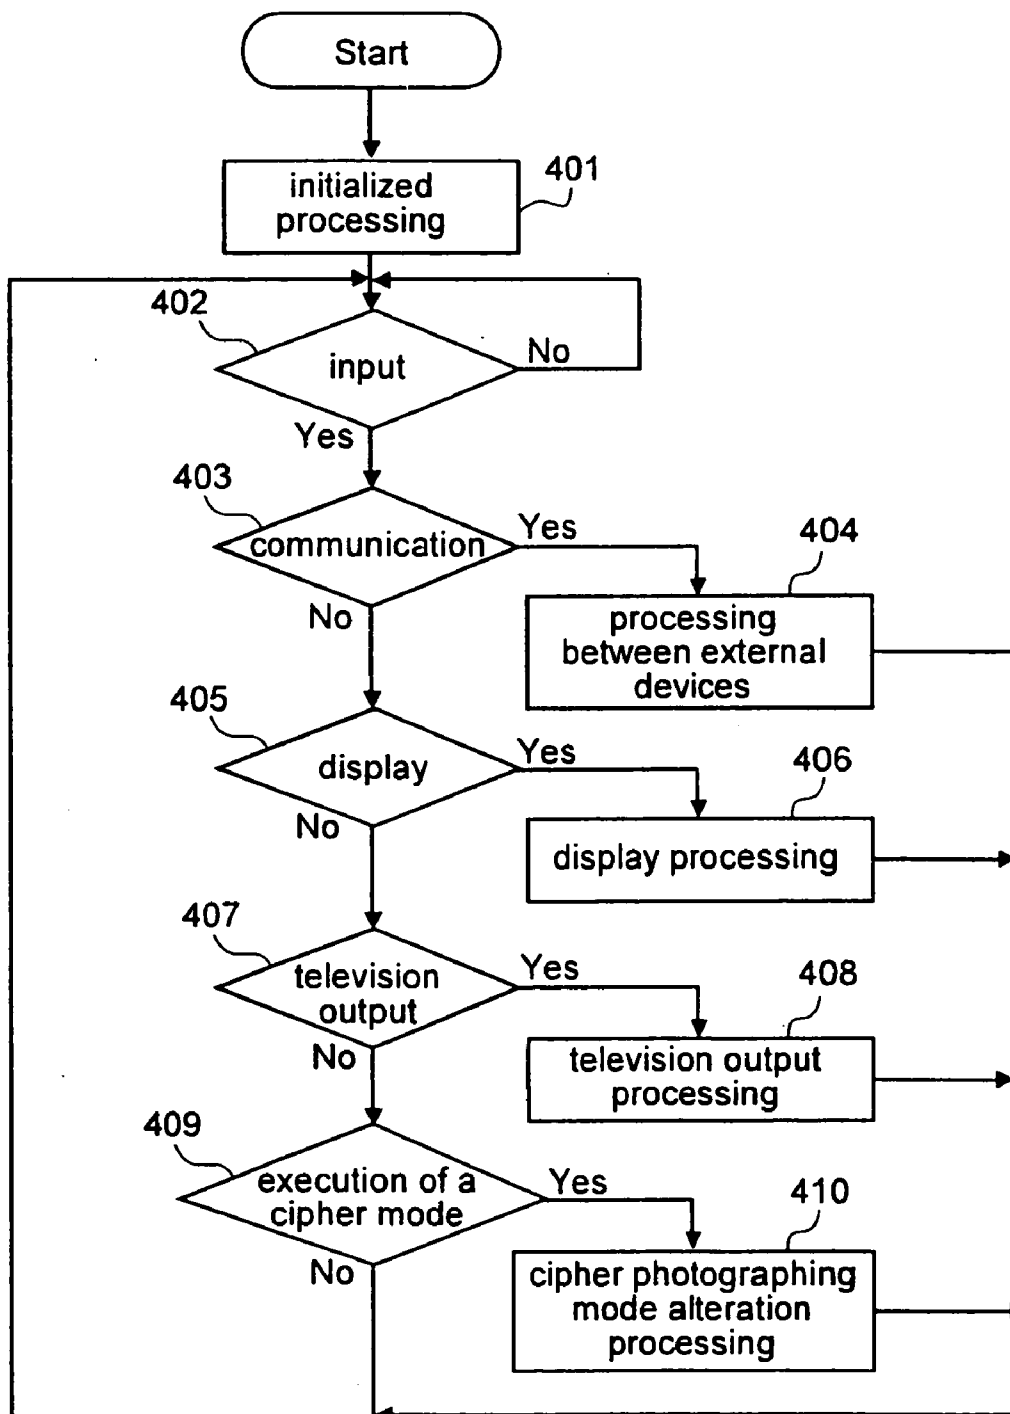 Start
initialized
processing
401
402
input
No
Yes
403
communication
Yes
No
404
processing
between external
devices
405
display
Yes
No
406
display processing
407
television
output
Yes
No
408
television output
processing
409
execution of a
cipher mode
Yes
No
410
cipher photographing
mode alteration
processing